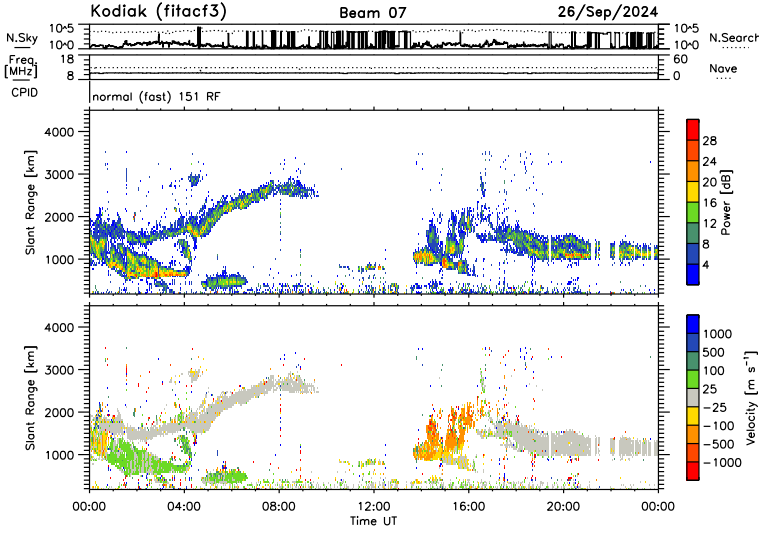 Kodiak (fitacf3) Beam 07 26/Sep/2024
N.Sky 10^5 10^0 10^5 10^0 N.Search
Freq. [MHz] 18 8 60 0 Nave
CPID normal (fast) 151 RF
Slant Range [km] 4000 3000 2000 1000
Power [dB] 28 24 20 16 12 8 4
Slant Range [km] 4000 3000 2000 1000
Velocity [m s⁻¹] 1000 500 100 25 −25 −100 −500 −1000
00:00 04:00 08:00 12:00 16:00 20:00 00:00
Time UT